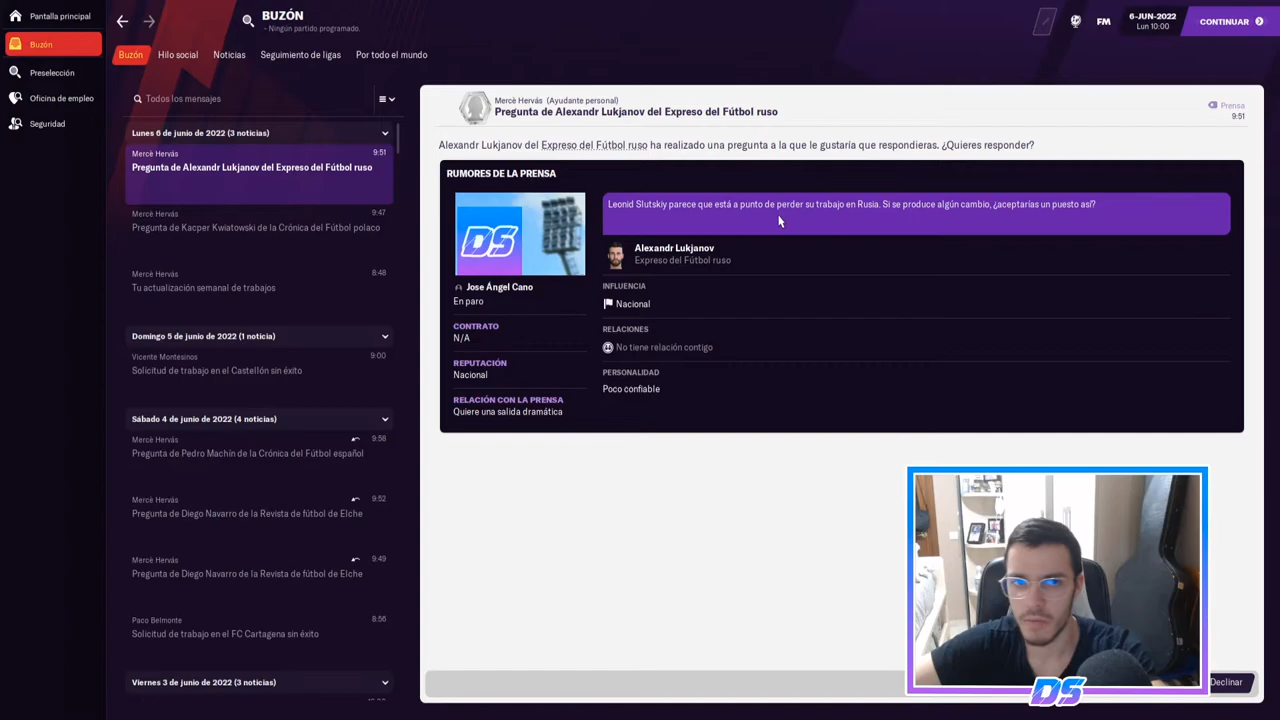 Pantalla principal
Buzón
Preselección
Oficina de empleo
Seguridad
BUZÓN
- Ningún partido programado.
FM
6-JUN-2022
Lun 10:00
CONTINUAR
Buzón
Hilo social
Noticias
Seguimiento de ligas
Por todo el mundo
Todos los mensajes
Lunes 6 de junio de 2022 (3 noticias)
Mercè Hervás
9:51
Pregunta de Alexandr Lukjanov del Expreso del Fútbol ruso
Mercè Hervás
9:47
Pregunta de Kacper Kwiatowski de la Crónica del Fútbol polaco
Mercè Hervás
8:48
Tu actualización semanal de trabajos
Domingo 5 de junio de 2022 (1 noticia)
Vicente Montesinos
9:00
Solicitud de trabajo en el Castellón sin éxito
Sábado 4 de junio de 2022 (4 noticias)
Mercè Hervás
9:58
Pregunta de Pedro Machín de la Crónica del Fútbol español
Mercè Hervás
9:52
Pregunta de Diego Navarro de la Revista de fútbol de Elche
Mercè Hervás
9:49
Pregunta de Diego Navarro de la Revista de fútbol de Elche
Paco Belmonte
8:56
Solicitud de trabajo en el FC Cartagena sin éxito
Viernes 3 de junio de 2022 (3 noticias)
Mercè Hervás (Ayudante personal)
Pregunta de Alexandr Lukjanov del Expreso del Fútbol ruso
Prensa
9:51
Alexandr Lukjanov del Expreso del Fútbol ruso ha realizado una pregunta a la que le gustaría que respondieras. ¿Quieres responder?
RUMORES DE LA PRENSA
DS
Jose Ángel Cano
En paro
CONTRATO
N/A
REPUTACIÓN
Nacional
RELACIÓN CON LA PRENSA
Quiere una salida dramática
Leonid Slutskiy parece que está a punto de perder su trabajo en Rusia. Si se produce algún cambio, ¿aceptarías un puesto así?
Alexandr Lukjanov
Expreso del Fútbol ruso
INFLUENCIA
Nacional
RELACIONES
No tiene relación contigo
PERSONALIDAD
Poco confiable
Declinar
DS